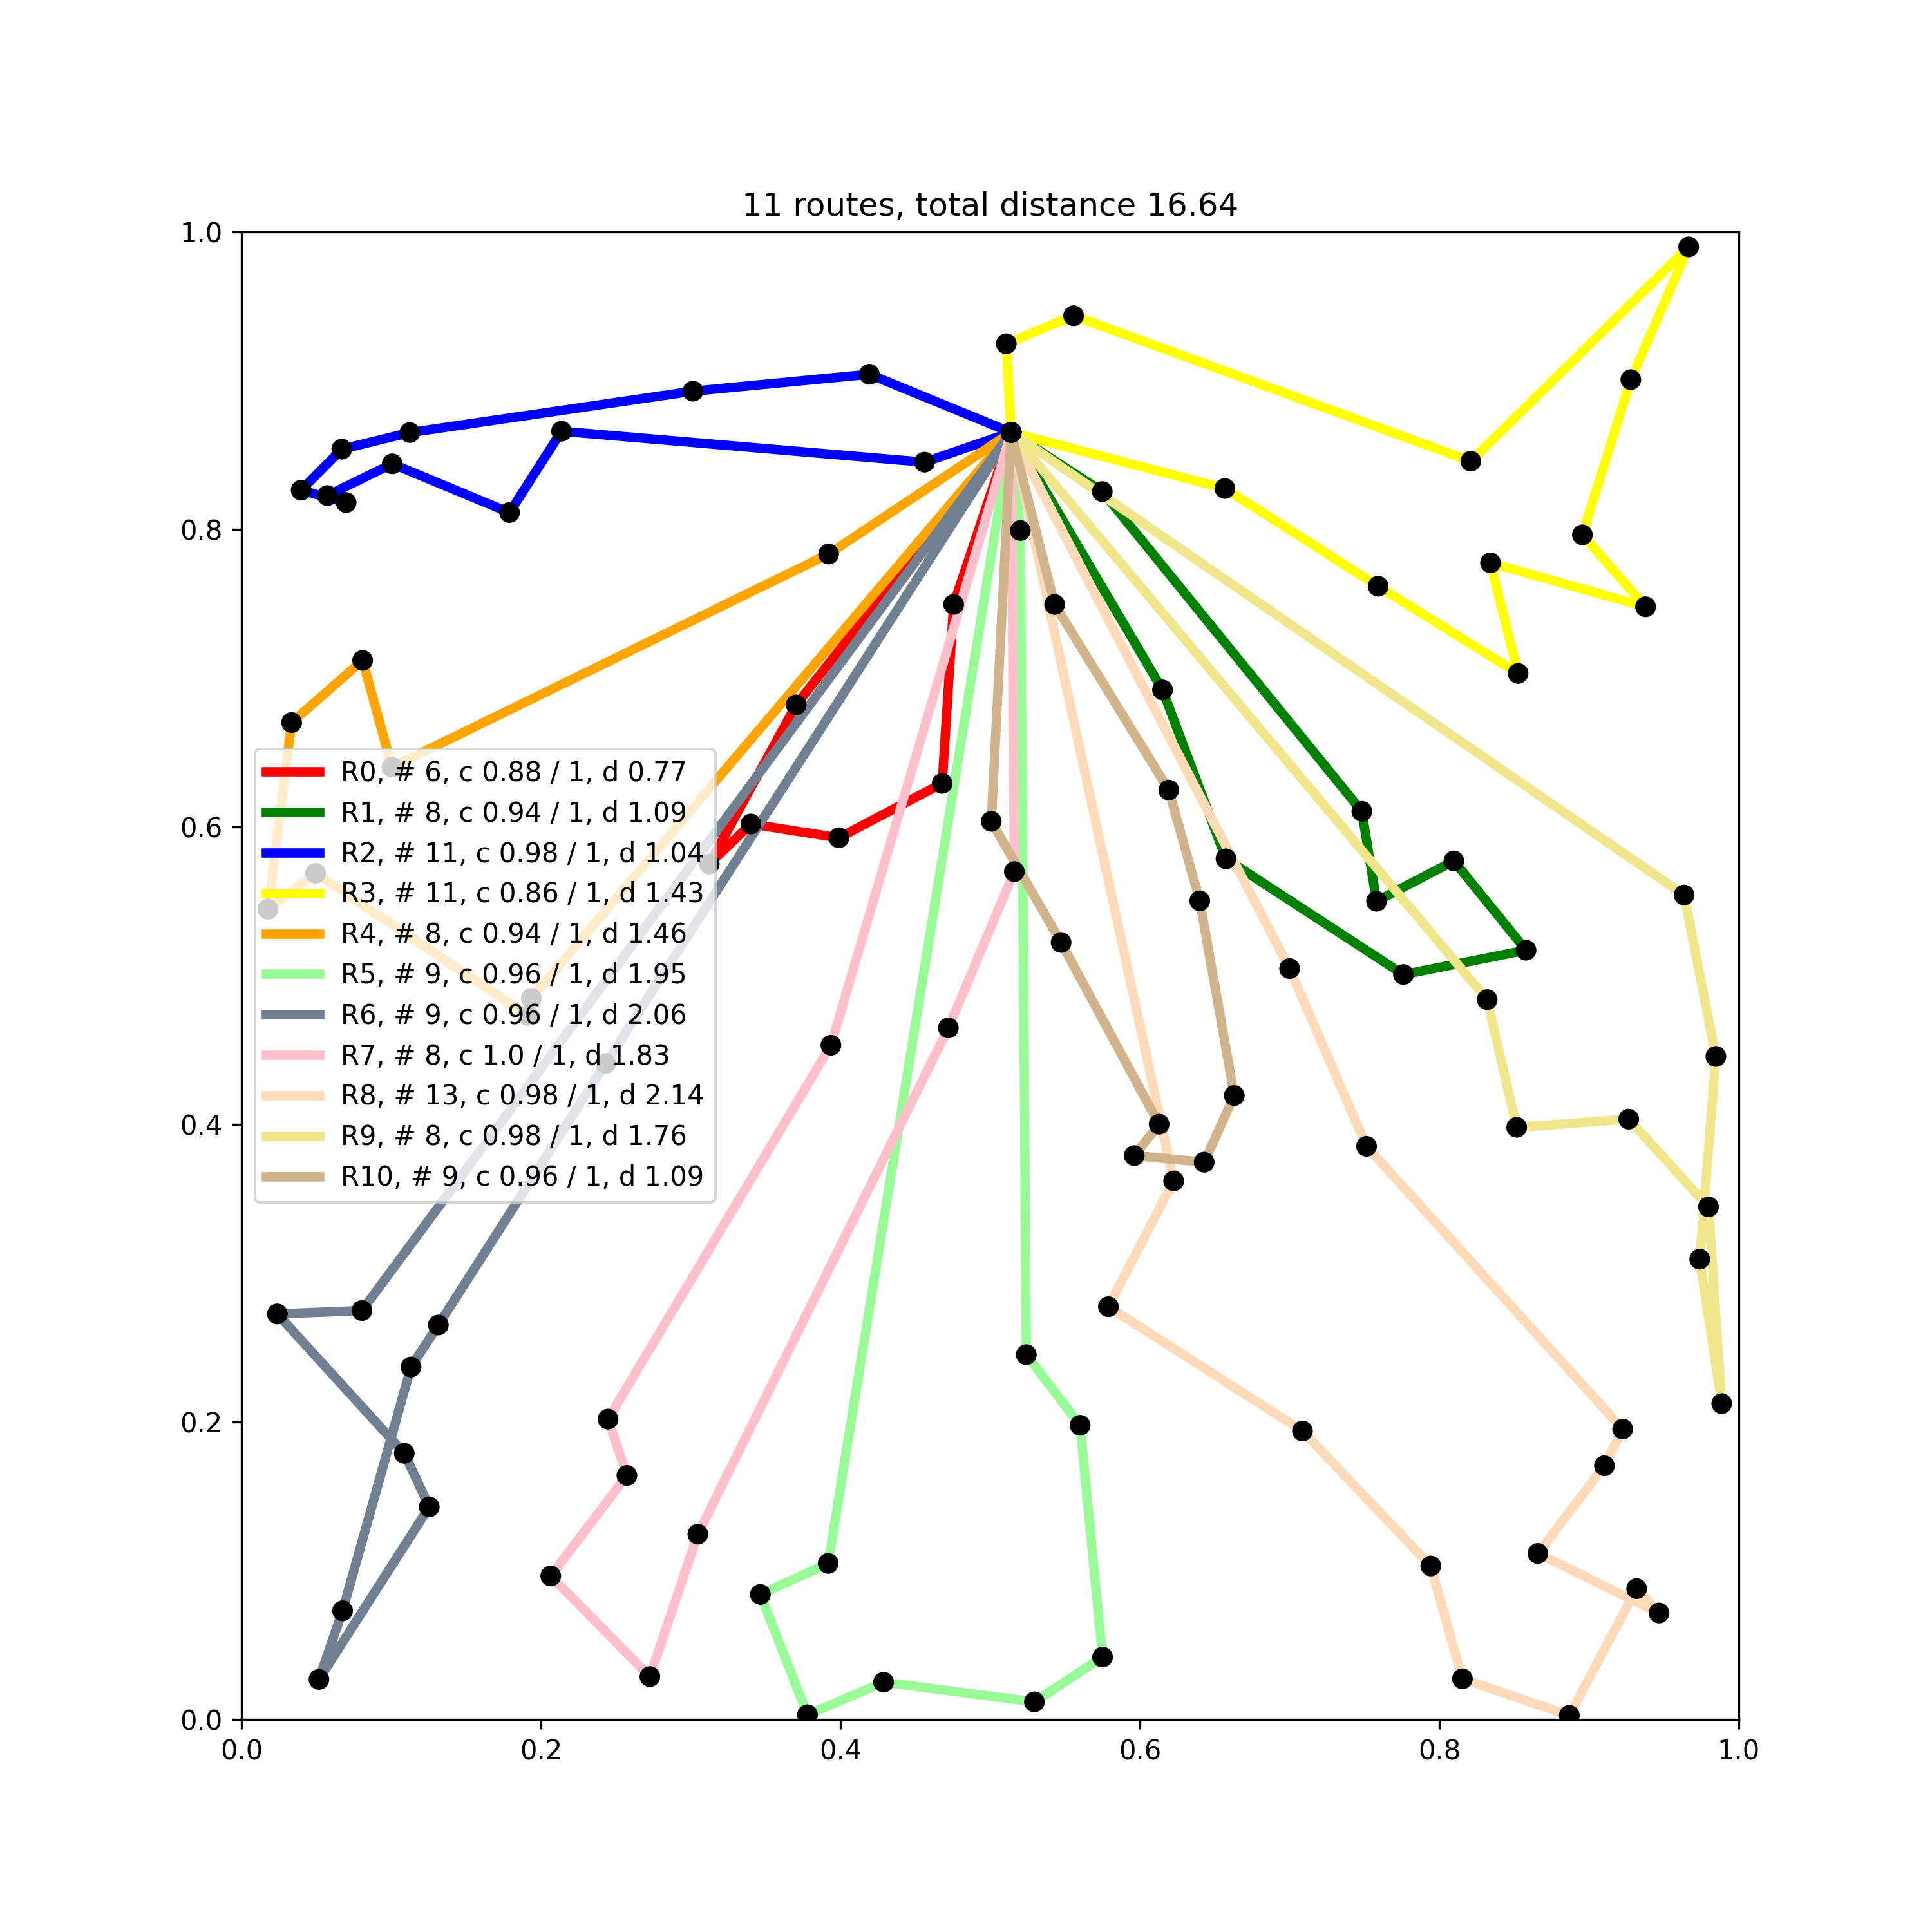 11 routes, total distance 16.64
1.0
0.8
0.6
0.4
0.2
0.0
R0, # 6, c 0.88 / 1, d 0.77
R1, # 8, c 0.94 / 1, d 1.09
R2, # 11, c 0.98 / 1, d 1.04
R3, # 11, c 0.86 / 1, d 1.43
R4, # 8, c 0.94 / 1, d 1.46
R5, # 9, c 0.96 / 1, d 1.95
R6, # 9, c 0.96 / 1, d 2.06
R7, # 8, c 1.0 / 1, d 1.83
R8, # 13, c 0.98 / 1, d 2.14
R9, # 8, c 0.98 / 1, d 1.76
R10, # 9, c 0.96 / 1, d 1.09
0.0 0.2 0.4 0.6 0.8 1.0